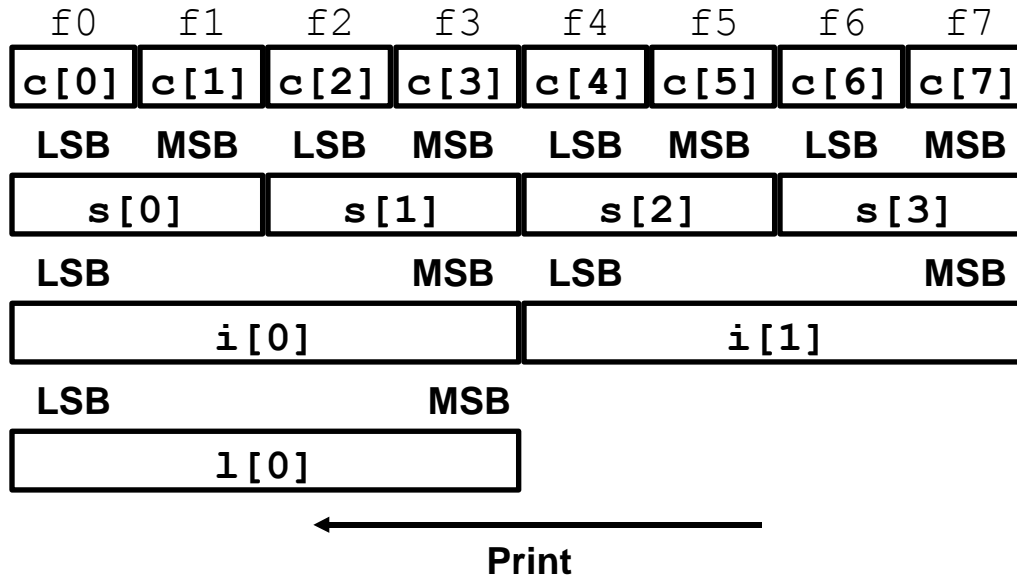 f0 f1 f2 f3 f4 f5 f6 f7
c[0] c[1] c[2] c[3] c[4] c[5] c[6] c[7]
LSB MSB LSB MSB LSB MSB LSB MSB
s[0] s[1] s[2] s[3]
LSB MSB LSB MSB
i[0] i[1]
LSB MSB
l[0]
Print